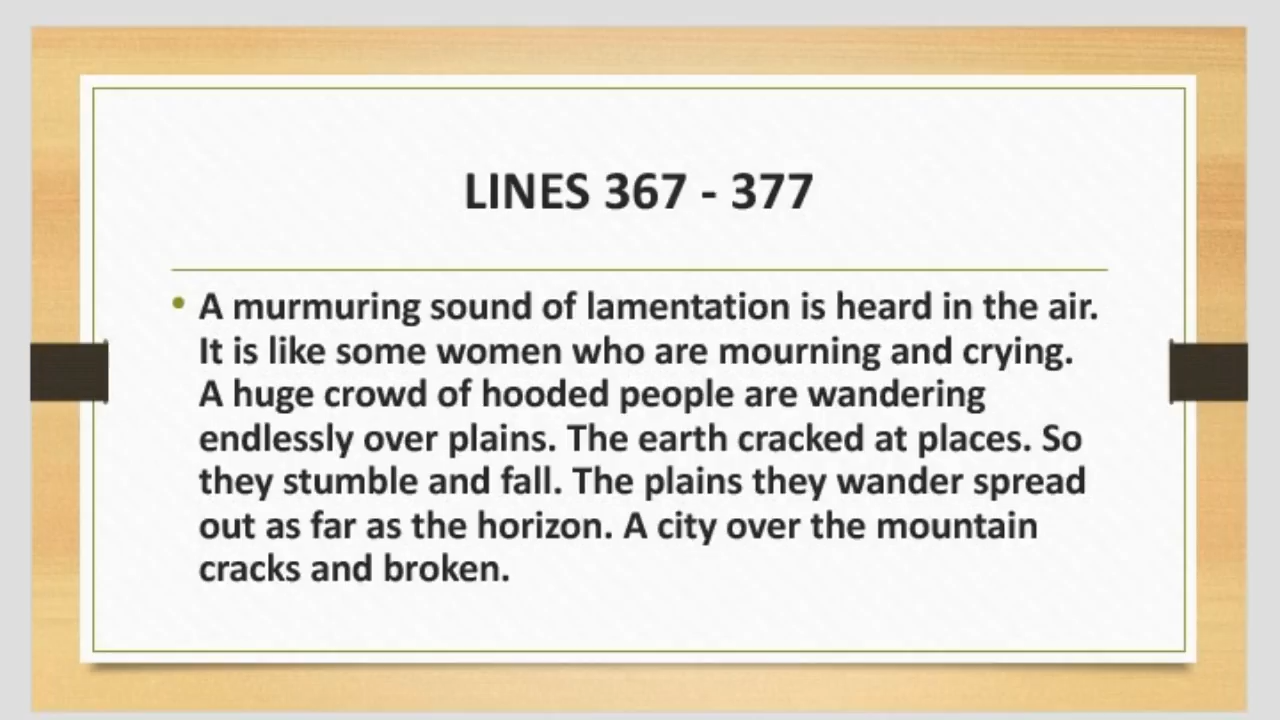 LINES 367 - 377
• A murmuring sound of lamentation is heard in the air.
It is like some women who are mourning and crying.
A huge crowd of hooded people are wandering
endlessly over plains. The earth cracked at places. So
they stumble and fall. The plains they wander spread
out as far as the horizon. A city over the mountain
cracks and broken.